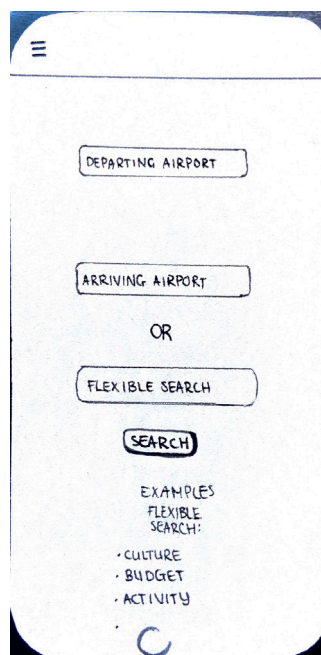 DEPARTING AIRPORT
ARRIVING AIRPORT
OR
FLEXIBLE SEARCH
SEARCH
EXAMPLES
FLEXIBLE
SEARCH:
· CULTURE
· BUDGET
· ACTIVITY
·